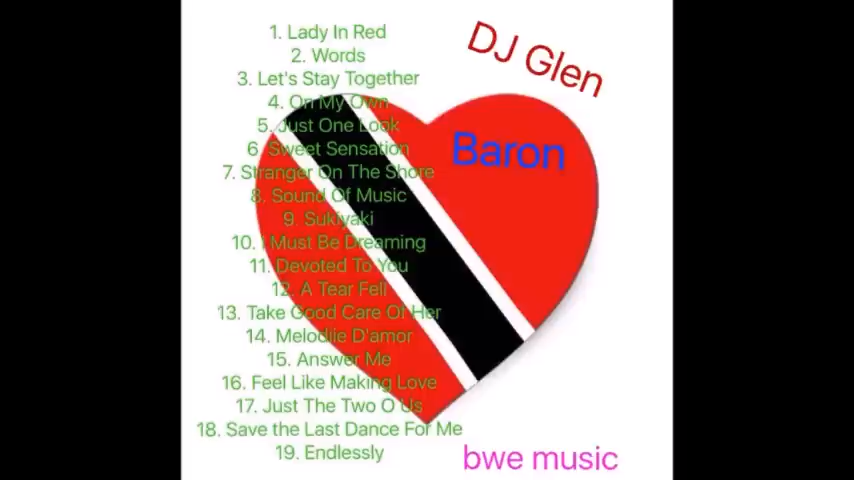 1. Lady In Red
2. Words
3. Let's Stay Together
4. On My Own
5. Just One Look
6. Sweet Sensation
7. Stranger On The Shore
8. Sound Of Music
9. Sukiyaki
10. I Must Be Dreaming
11. Devoted To You
12. A Tear Fell
13. Take Good Care Of Her
14. Melodiie D'amor
15. Answer Me
16. Feel Like Making Love
17. Just The Two O Us
18. Save the Last Dance For Me
19. Endlessly
DJ Glen
Baron
bwe music